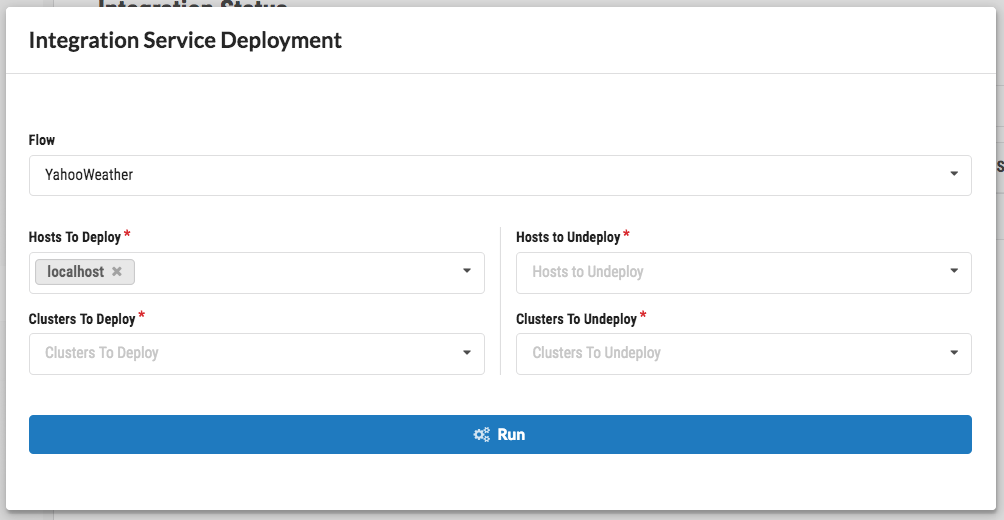 Integration Status
Integration Service Deployment
Flow
YahooWeather
Hosts To Deploy *
localhost ×
Clusters To Deploy *
Clusters To Deploy
Hosts to Undeploy *
Hosts to Undeploy
Clusters To Undeploy *
Clusters To Undeploy
Run